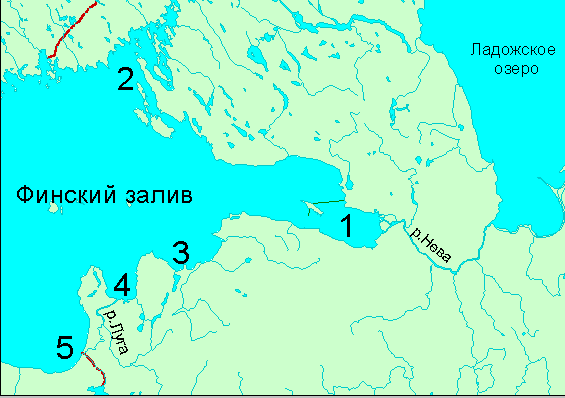 Ладожское
озеро
2
Финский залив
1
р.Нева
3
4
р.Луга
5